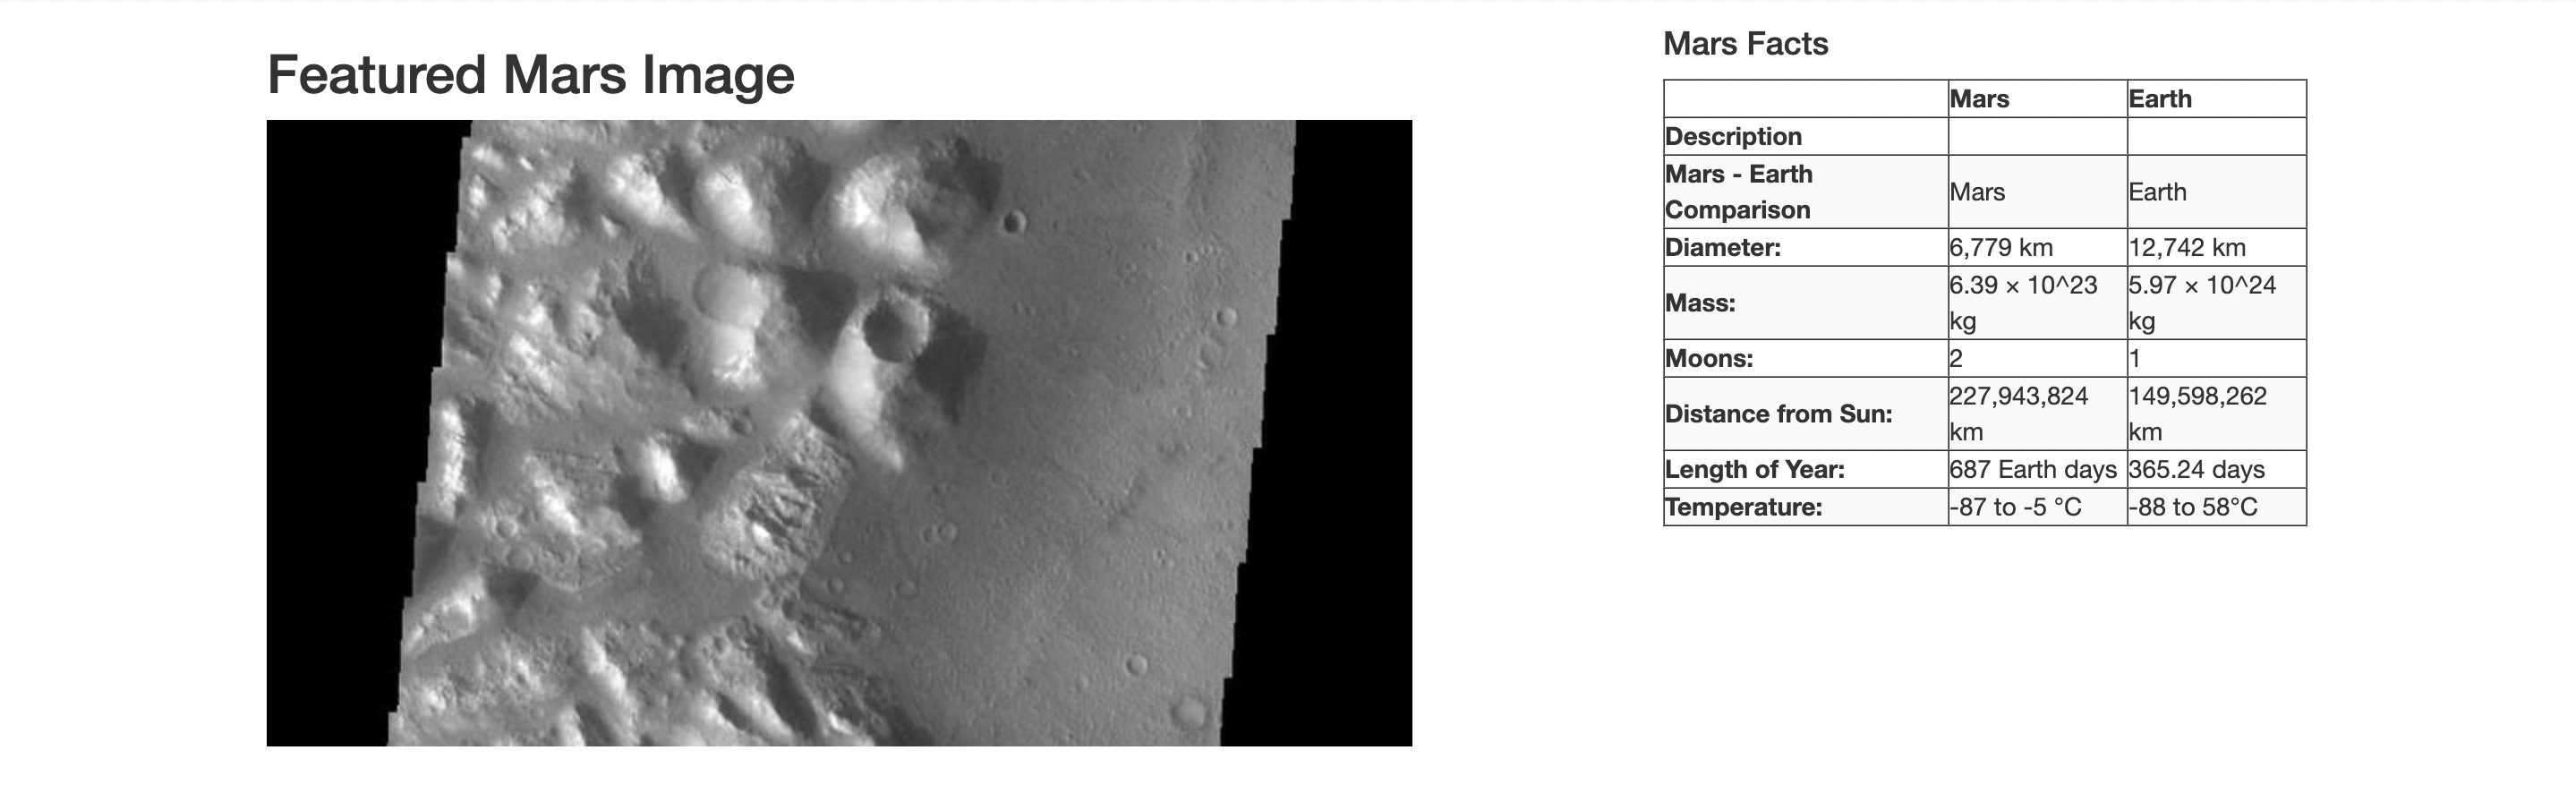 Featured Mars Image
Mars Facts
Mars Earth
Description
Mars - Earth
Comparison
Mars Earth
Diameter: 6,779 km 12,742 km
Mass: 6.39 × 10^23
kg 5.97 × 10^24
kg
Moons: 2 1
Distance from Sun: 227,943,824
km 149,598,262
km
Length of Year: 687 Earth days 365.24 days
Temperature: -87 to -5 °C -88 to 58°C